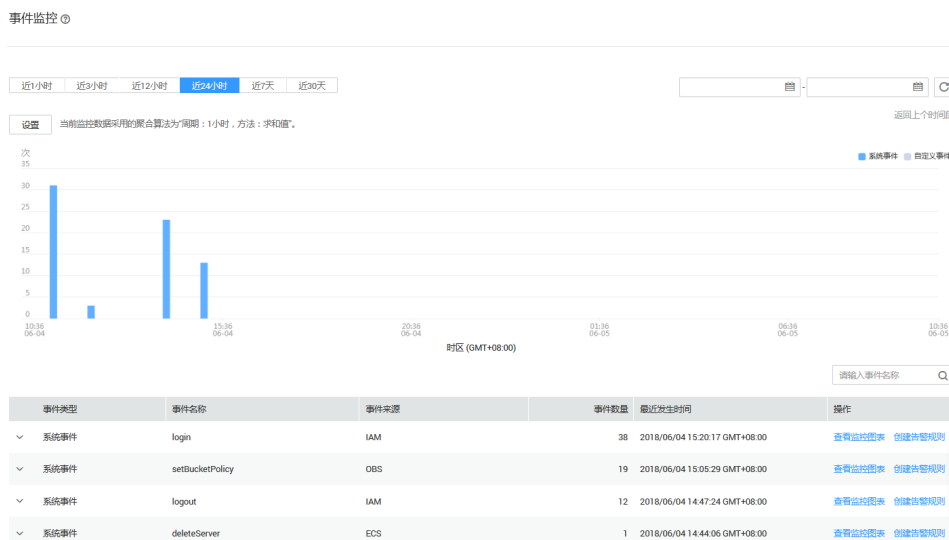 事件监控
近1小时 近3小时 近12小时 近24小时 近7天 近30天
-
返回上个时间
设置 当前监控数据采用的聚合算法为“周期：1小时，方法：求和值”。
次
系统事件 自定义事件
35
30
25
20
15
10
5
0
10:36 15:36 20:36 01:36 06:36 10:36
06-04 06-04 06-04 06-05 06-05 06-05
时区 (GMT+08:00)
请输入事件名称
事件类型 事件名称 事件来源 事件数量 最近发生时间 操作
系统事件 login IAM 38 2018/06/04 15:20:17 GMT+08:00 查看监控图表 创建告警规则
系统事件 setBucketPolicy OBS 19 2018/06/04 15:05:29 GMT+08:00 查看监控图表 创建告警规则
系统事件 logout IAM 12 2018/06/04 14:47:24 GMT+08:00 查看监控图表 创建告警规则
系统事件 deleteServer ECS 1 2018/06/04 14:44:06 GMT+08:00 查看监控图表 创建告警规则